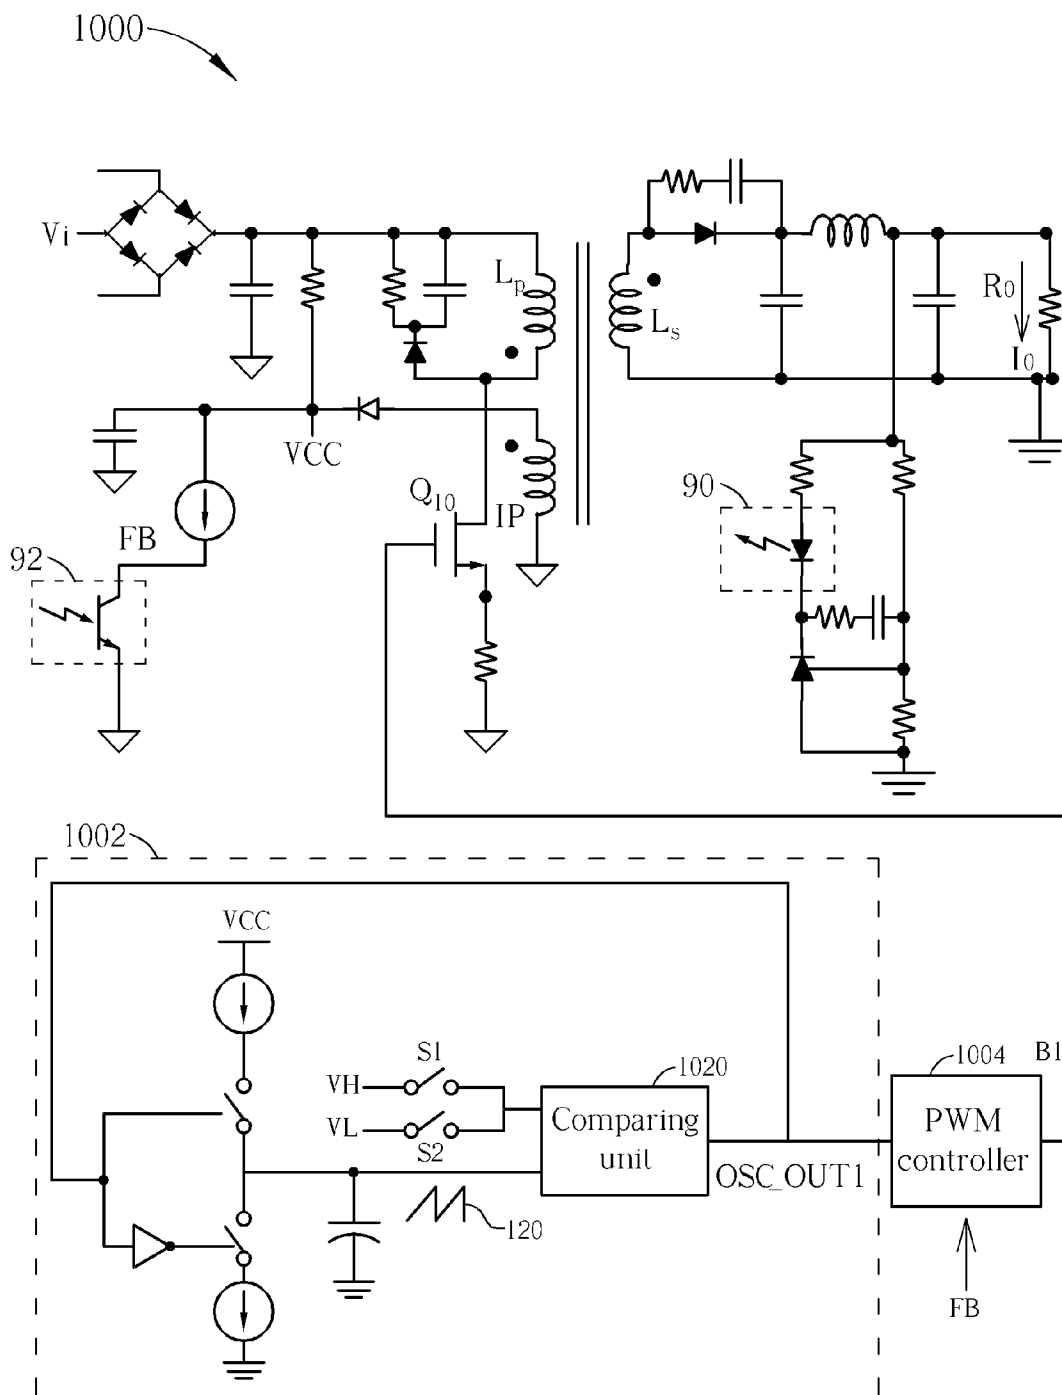 1000
Vi
Lp
Ls
R0
I0
VCC
Q10
IP
FB
92
90
1002
VCC
S1
VH
VL
S2
120
1020
Comparing
unit
OSC_OUT1
1004
B1
PWM
controller
FB